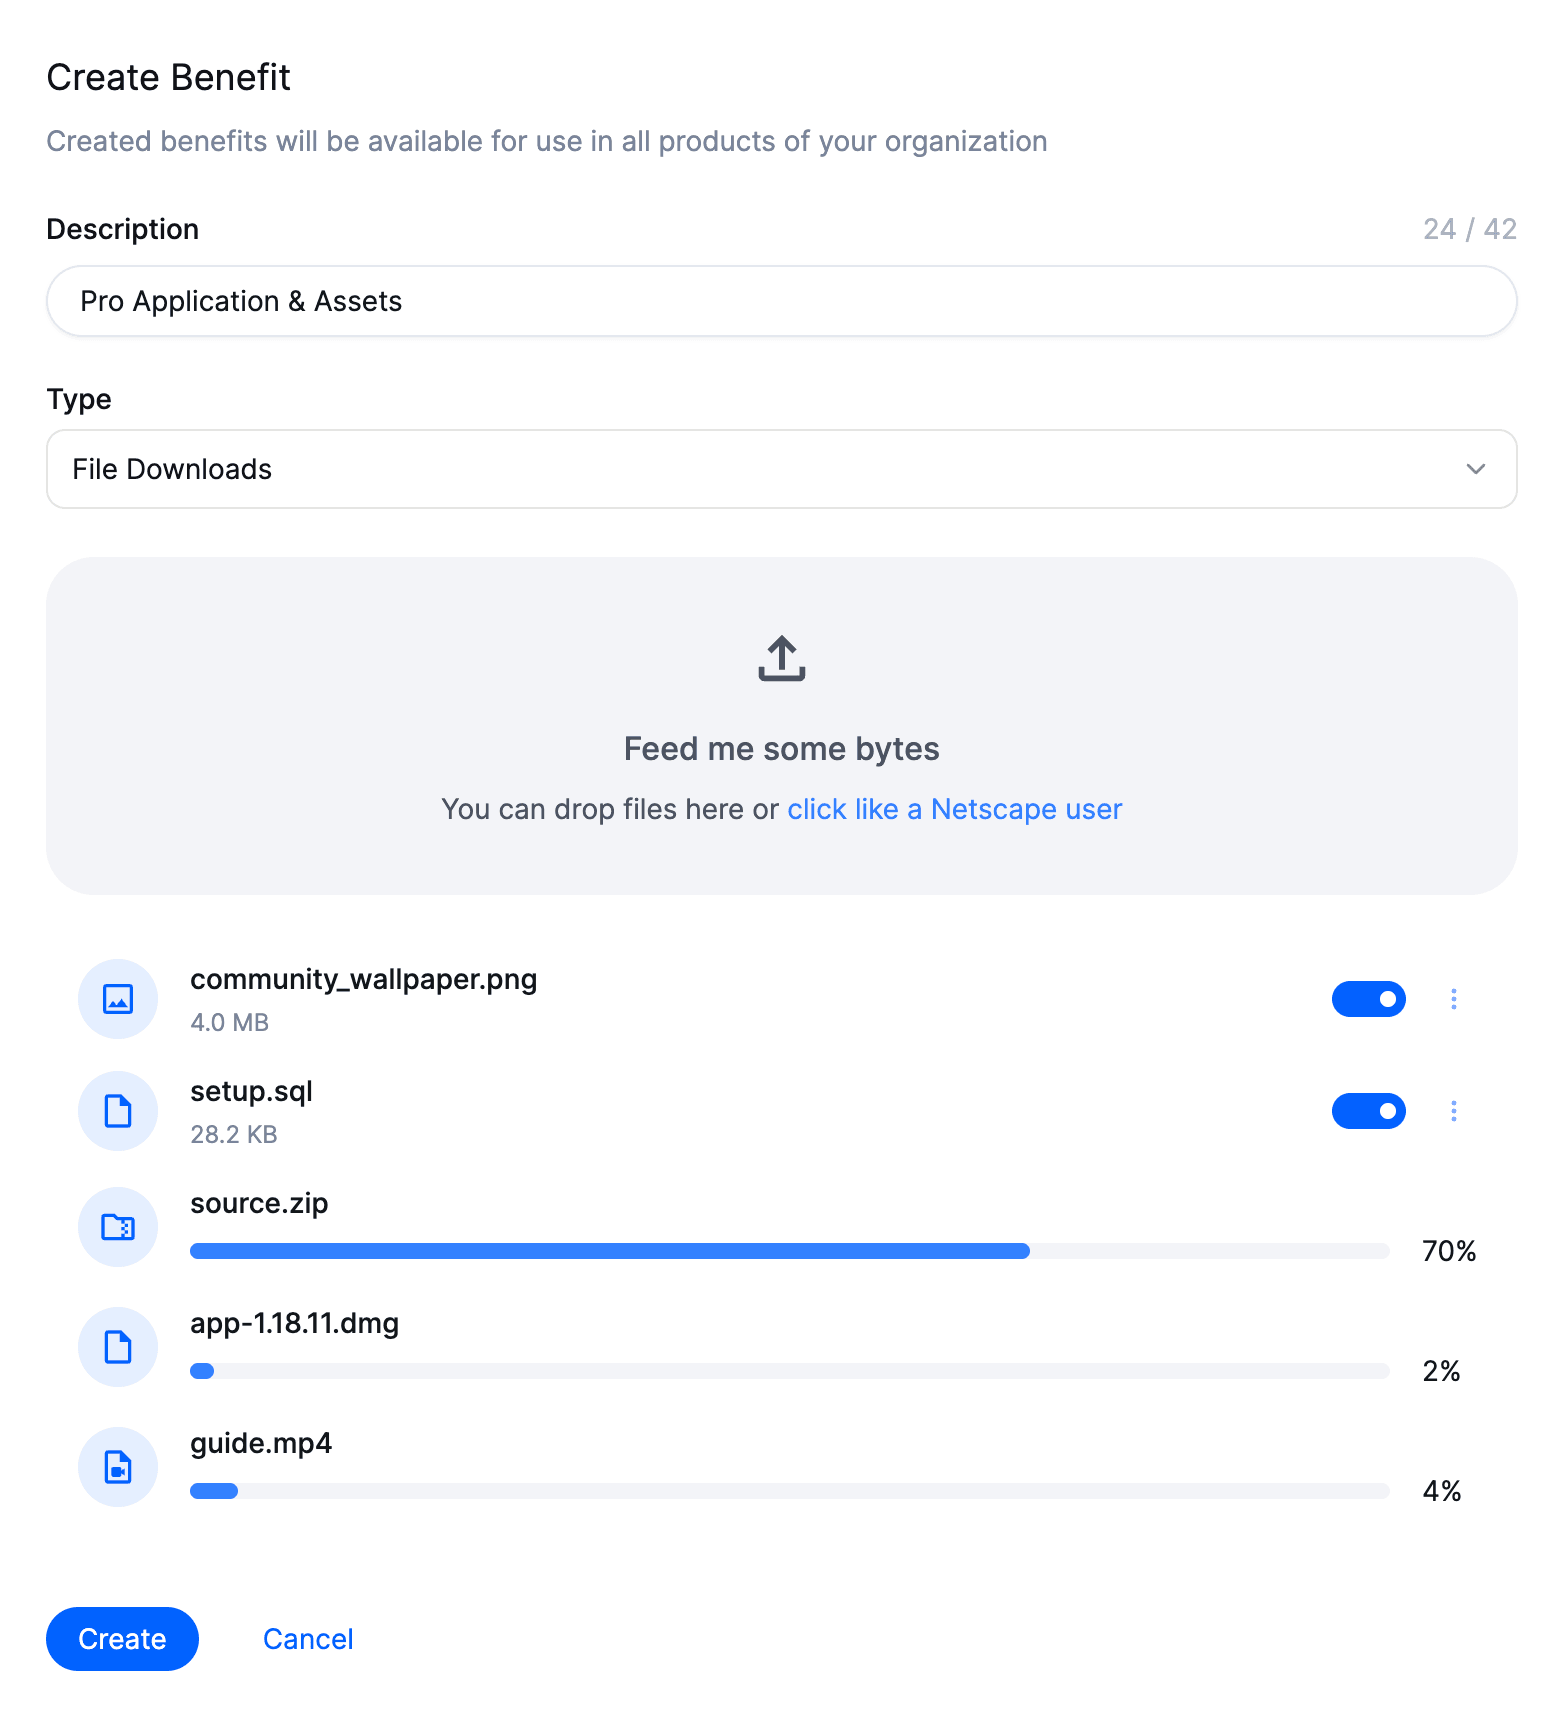 Create Benefit
Created benefits will be available for use in all products of your organization
Description
24 / 42
Pro Application & Assets
Type
File Downloads
Feed me some bytes
You can drop files here or click like a Netscape user
community_wallpaper.png
4.0 MB
setup.sql
28.2 KB
source.zip
70%
app-1.18.11.dmg
2%
guide.mp4
4%
Create
Cancel